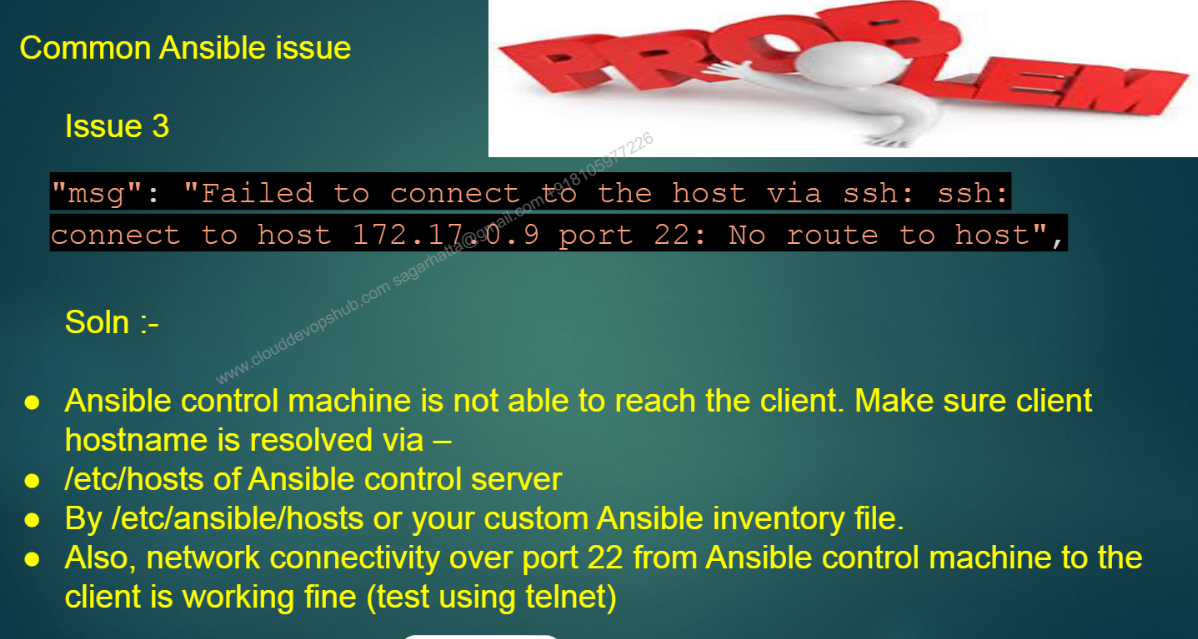 Common Ansible issue
PROBLEM
Issue 3
"msg": "Failed to connect to the host via ssh: ssh:
connect to host 172.17.0.9 port 22: No route to host",
www.clouddevopshub.com sagarhatta@gmail.com +918105977226
Soln :-
● Ansible control machine is not able to reach the client. Make sure client
hostname is resolved via –
● /etc/hosts of Ansible control server
● By /etc/ansible/hosts or your custom Ansible inventory file.
● Also, network connectivity over port 22 from Ansible control machine to the
client is working fine (test using telnet)